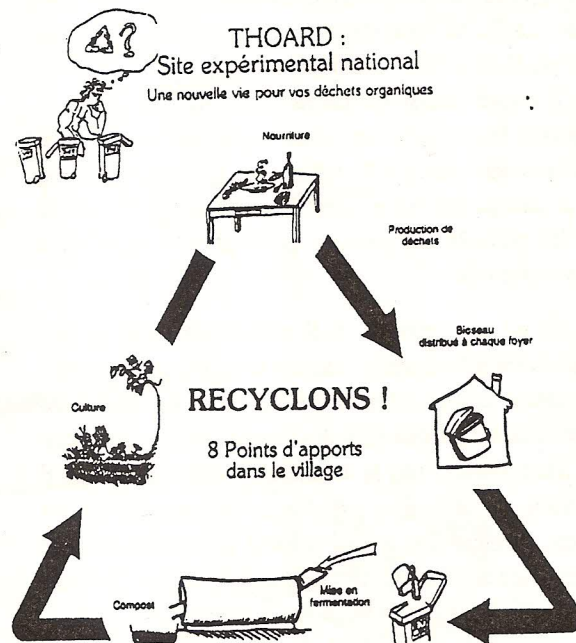 THOARD :
Site expérimental national
Une nouvelle vie pour vos déchets organiques
Nourriture
Production de
déchets
Bioseau
distribué à chaque foyer
Culture
RECYCLONS !
8 Points d'apports
dans le village
Compost
Mise en
fermentation